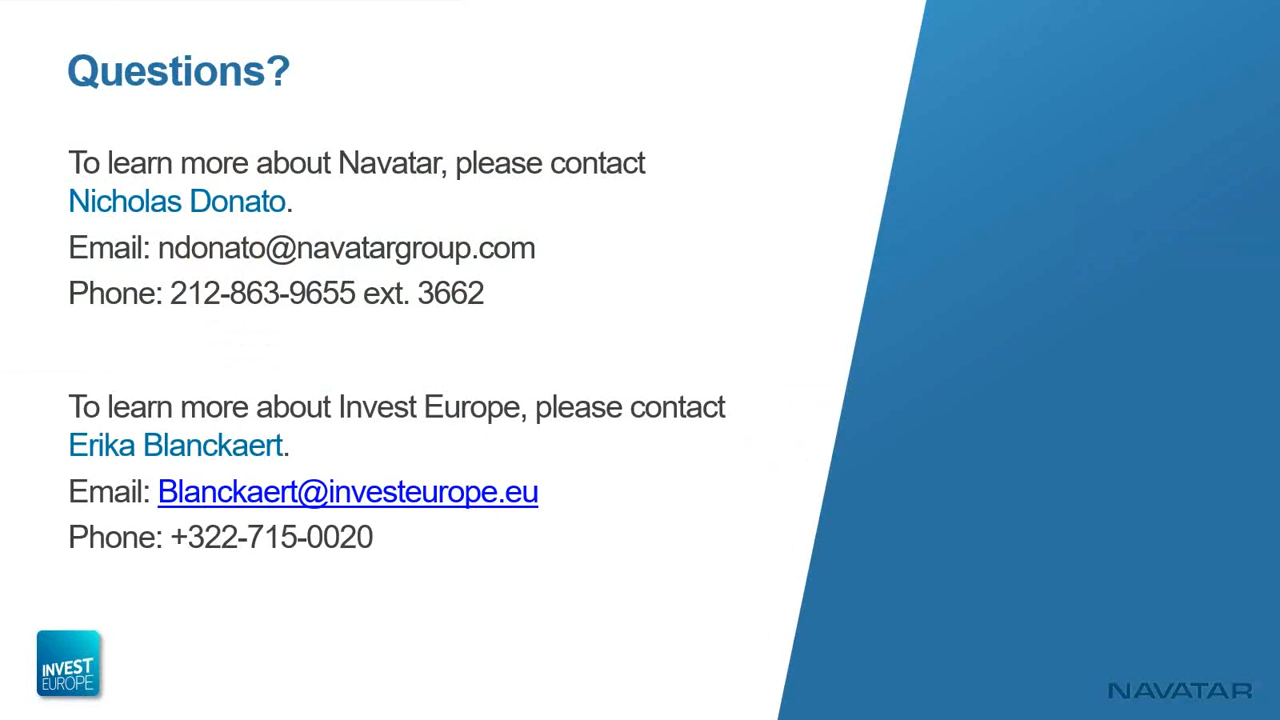 Questions?
To learn more about Navatar, please contact
Nicholas Donato.
Email: ndonato@navatargroup.com
Phone: 212-863-9655 ext. 3662
To learn more about Invest Europe, please contact
Erika Blanckaert.
Email: Blanckaert@investeurope.eu
Phone: +322-715-0020
INVEST
EUROPE
NAVATAR